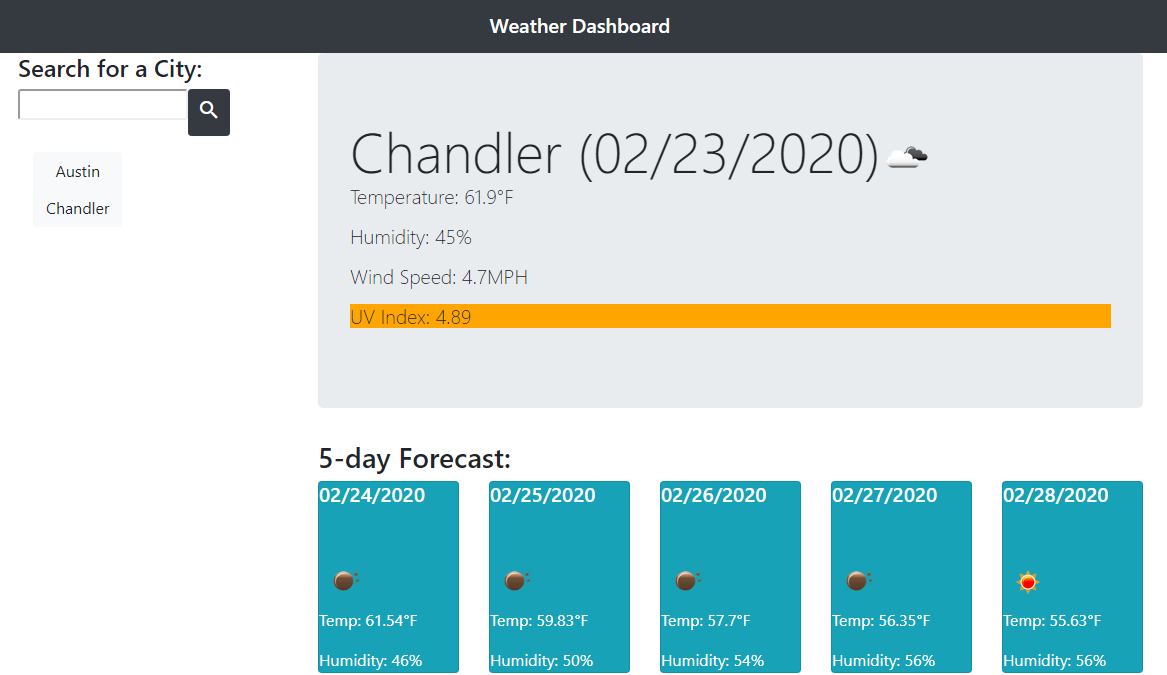 Weather Dashboard
Search for a City:
Austin
Chandler
Chandler (02/23/2020)
Temperature: 61.9°F
Humidity: 45%
Wind Speed: 4.7MPH
UV Index: 4.89
5-day Forecast:
02/24/2020
Temp: 61.54°F
Humidity: 46%
02/25/2020
Temp: 59.83°F
Humidity: 50%
02/26/2020
Temp: 57.7°F
Humidity: 54%
02/27/2020
Temp: 56.35°F
Humidity: 56%
02/28/2020
Temp: 55.63°F
Humidity: 56%